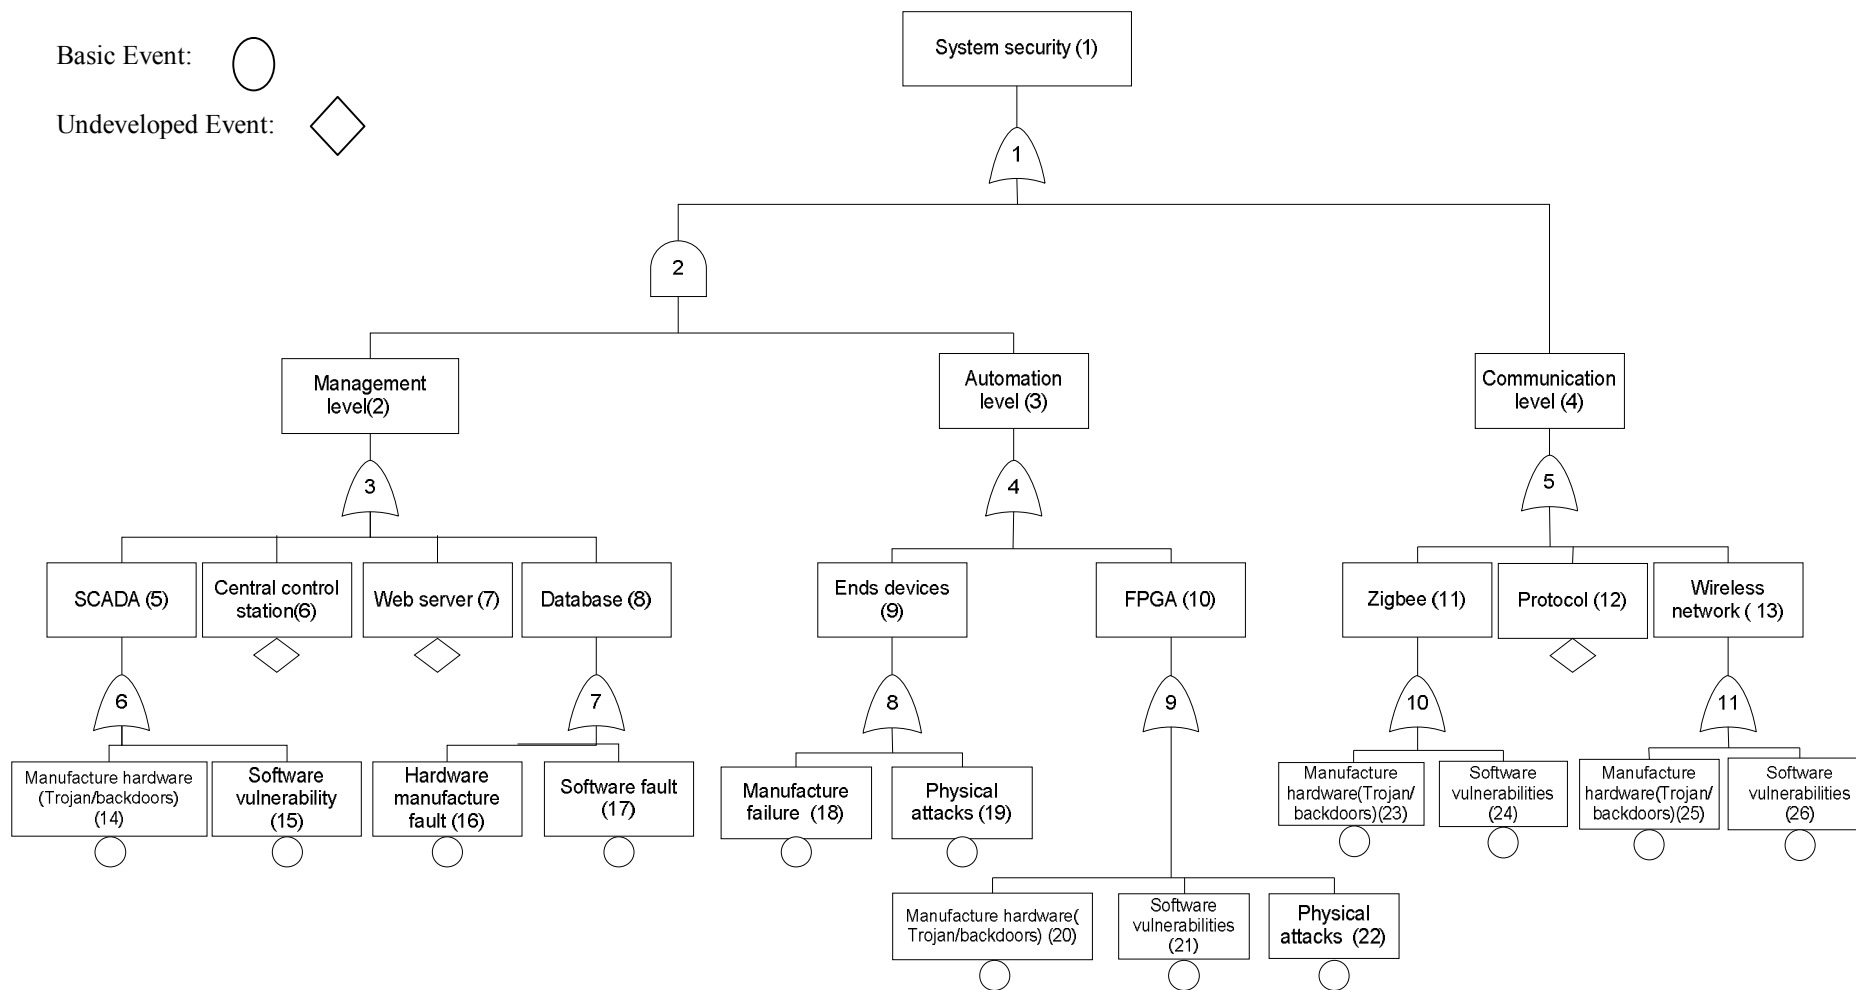 Basic Event:
Undeveloped Event:
System security (1)
1
2
Management
level(2)
Automation
level (3)
Communication
level (4)
3
4
5
SCADA (5)
Central control
station(6)
Web server (7)
Database (8)
Ends devices
(9)
FPGA (10)
Zigbee (11)
Protocol (12)
Wireless
network ( 13)
6
7
8
9
10
11
Manufacture hardware
(Trojan/backdoors)
(14)
Software
vulnerability
(15)
Hardware
manufacture
fault (16)
Software fault
(17)
Manufacture
failure (18)
Physical
attacks (19)
Manufacture
hardware(Trojan/
backdoors)(23)
Software
vulnerabilities
(24)
Manufacture
hardware(Trojan/
backdoors)(25)
Software
vulnerabilities
(26)
Manufacture hardware(
Trojan/backdoors) (20)
Software
vulnerabilities
(21)
Physical
attacks (22)